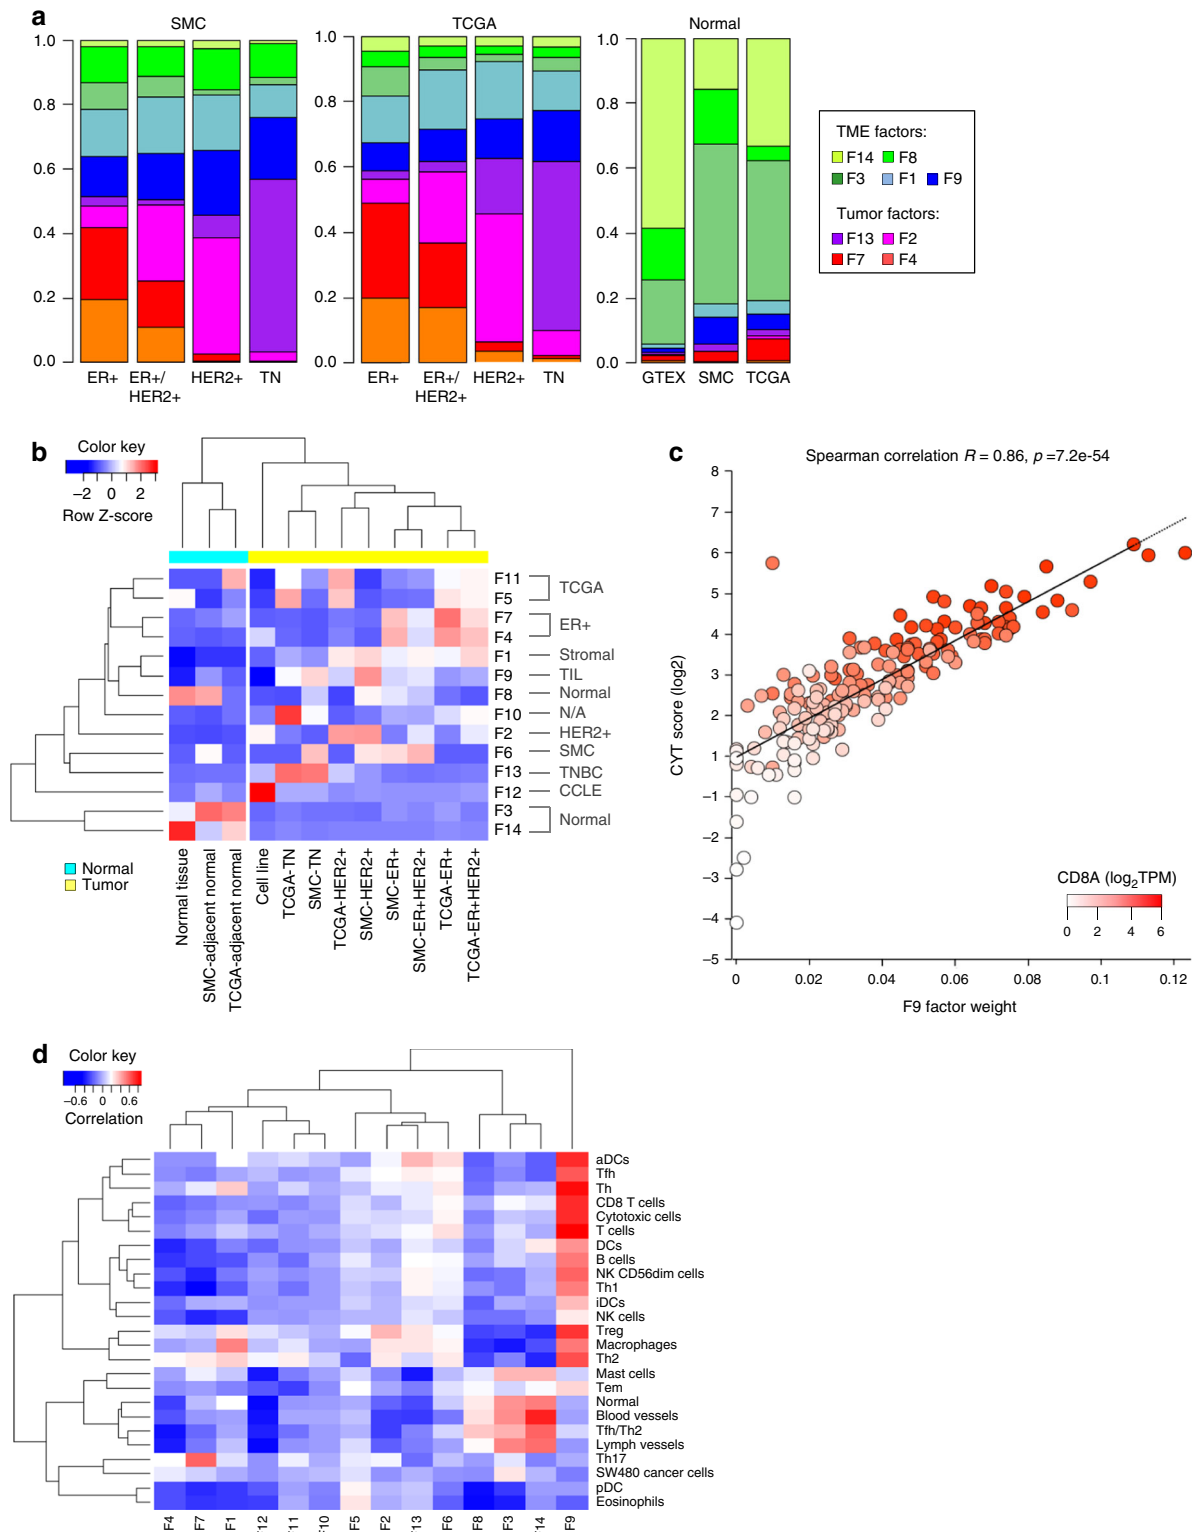 a
SMC
TCGA
Normal
1.0
0.8
0.6
0.4
0.2
0.0
ER+
ER+/
HER2+
HER2+
TN
1.0
0.8
0.6
0.4
0.2
0.0
ER+
ER+/
HER2+
HER2+
TN
1.0
0.8
0.6
0.4
0.2
0.0
GTEX
SMC
TCGA
TME factors:
F14
F8
F3
F1
F9
Tumor factors:
F13
F2
F7
F4
b
Color key
−2 0 2
Row Z-score
F11
F5
F7
F4
F1
F9
F8
F10
F2
F6
F13
F12
F3
F14
TCGA
ER+
Stromal
TIL
Normal
N/A
HER2+
SMC
TNBC
CCLE
Normal
Normal
Tumor
Normal tissue
SMC-adjacent normal
TCGA-adjacent normal
Cell line
TCGA-TN
SMC-TN
TCGA-HER2+
SMC-HER2+
SMC-ER+
SMC-ER+HER2+
TCGA-ER+
TCGA-ER+HER2+
c
Spearman correlation R = 0.86, p =7.2e-54
CYT score (log2)
8
7
6
5
4
3
2
1
−1
−2
−3
−4
−5
0 0.02 0.04 0.06 0.08 0.1 0.12
F9 factor weight
CD8A (log2TPM)
0 2 4 6
d
Color key
−0.6 0 0.6
Correlation
aDCs
Tfh
Th
CD8 T cells
Cytotoxic cells
T cells
DCs
B cells
NK CD56dim cells
Th1
iDCs
NK cells
Treg
Macrophages
Th2
Mast cells
Tem
Normal
Blood vessels
Tfh/Th2
Lymph vessels
Th17
SW480 cancer cells
pDC
Eosinophils
F4
F7
F1
F5
F2
F6
F8
F3
F9